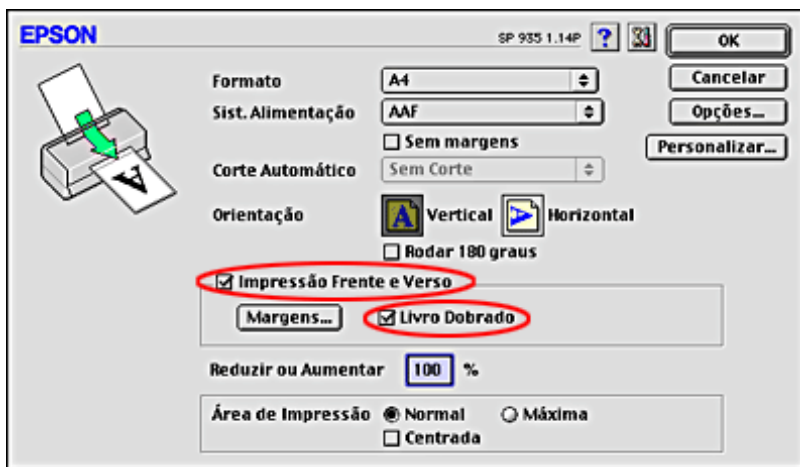 EPSON SP 935 1.14P ? OK
Formato A4 Cancelar
Sist. Alimentação AAF Opções...
Sem margens Personalizar...
Corte Automático Sem Corte
Orientação A Vertical A Horizontal
Rodar 180 graus
Impressão Frente e Verso
Margens... Livro Dobrado
Reduzir ou Aumentar 100 %
Área de Impressão Normal Máxima
Centrada
A